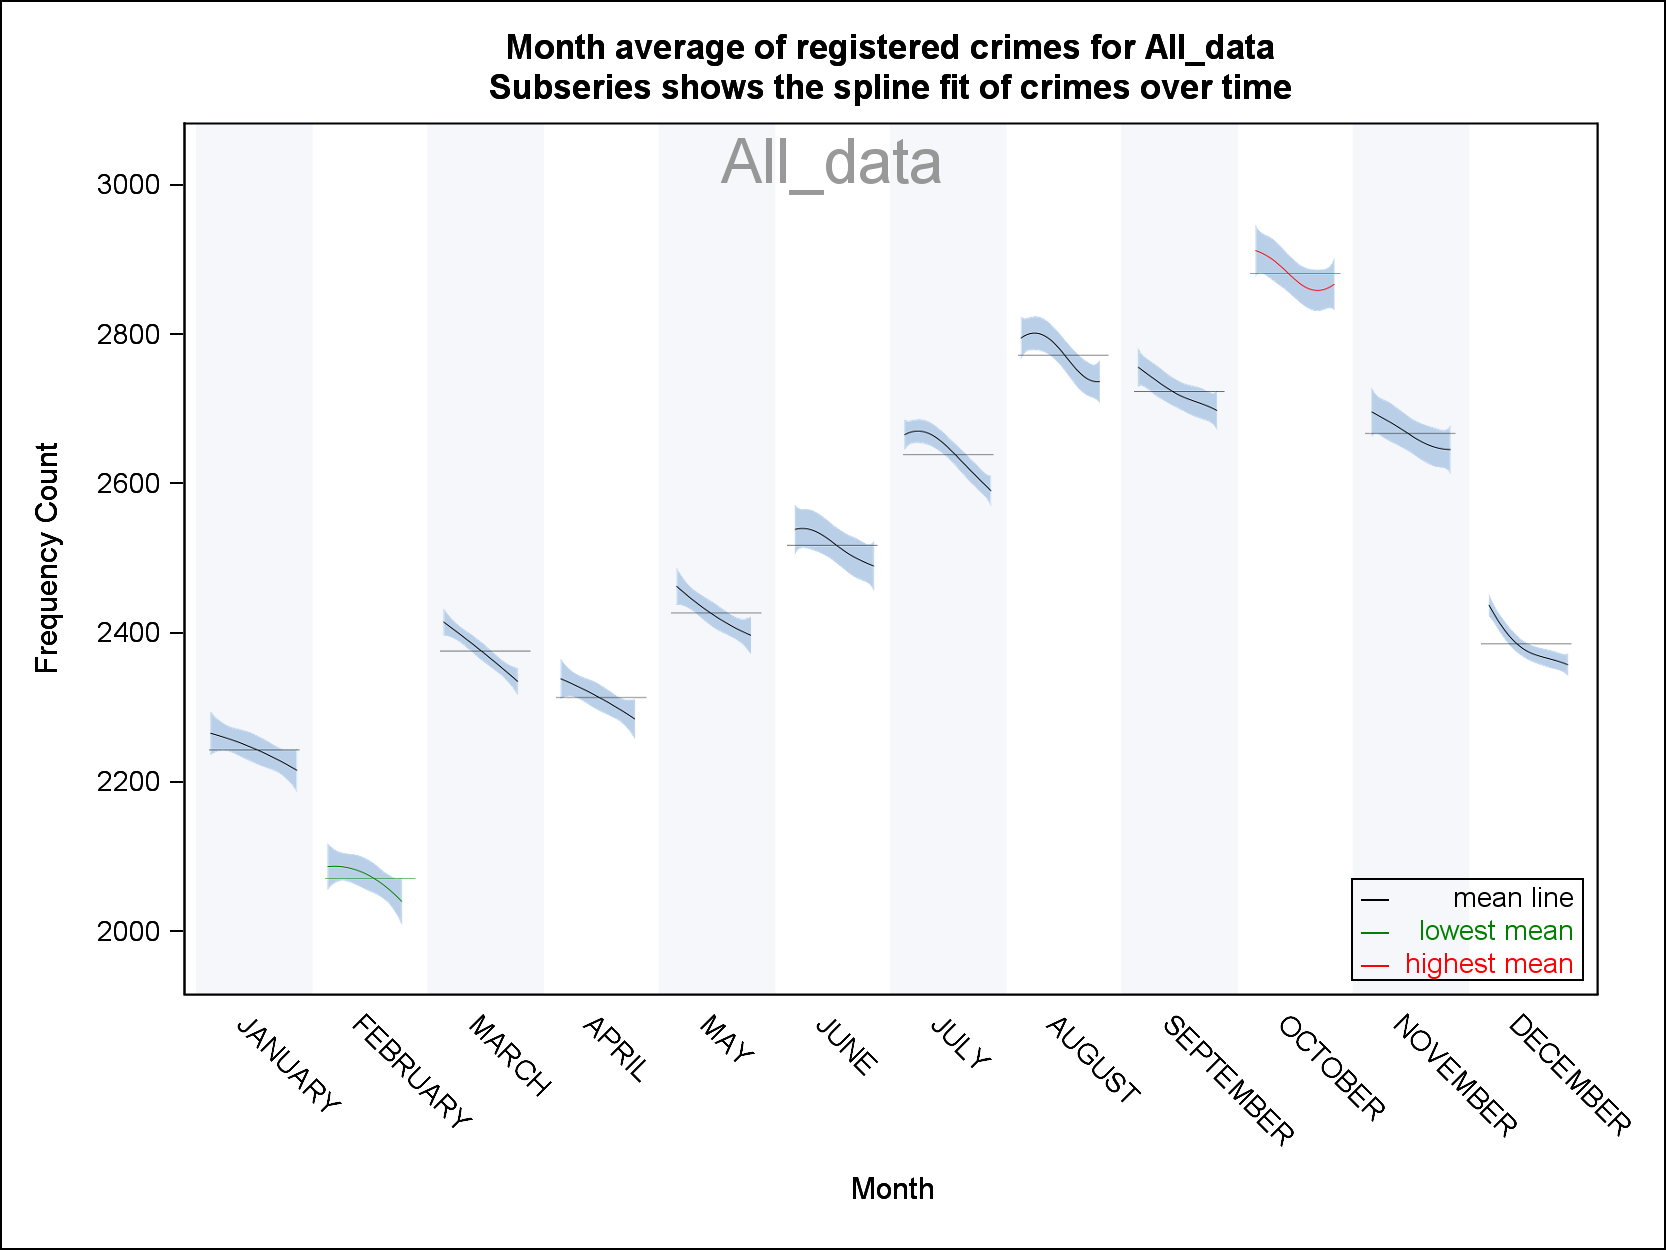 Month average of registered crimes for All_data
Subseries shows the spline fit of crimes over time
All_data
3000
2800
2600
2400
2200
2000
Frequency Count
mean line
lowest mean
highest mean
JANUARY
FEBRUARY
MARCH
APRIL
MAY
JUNE
JULY
AUGUST
SEPTEMBER
OCTOBER
NOVEMBER
DECEMBER
Month